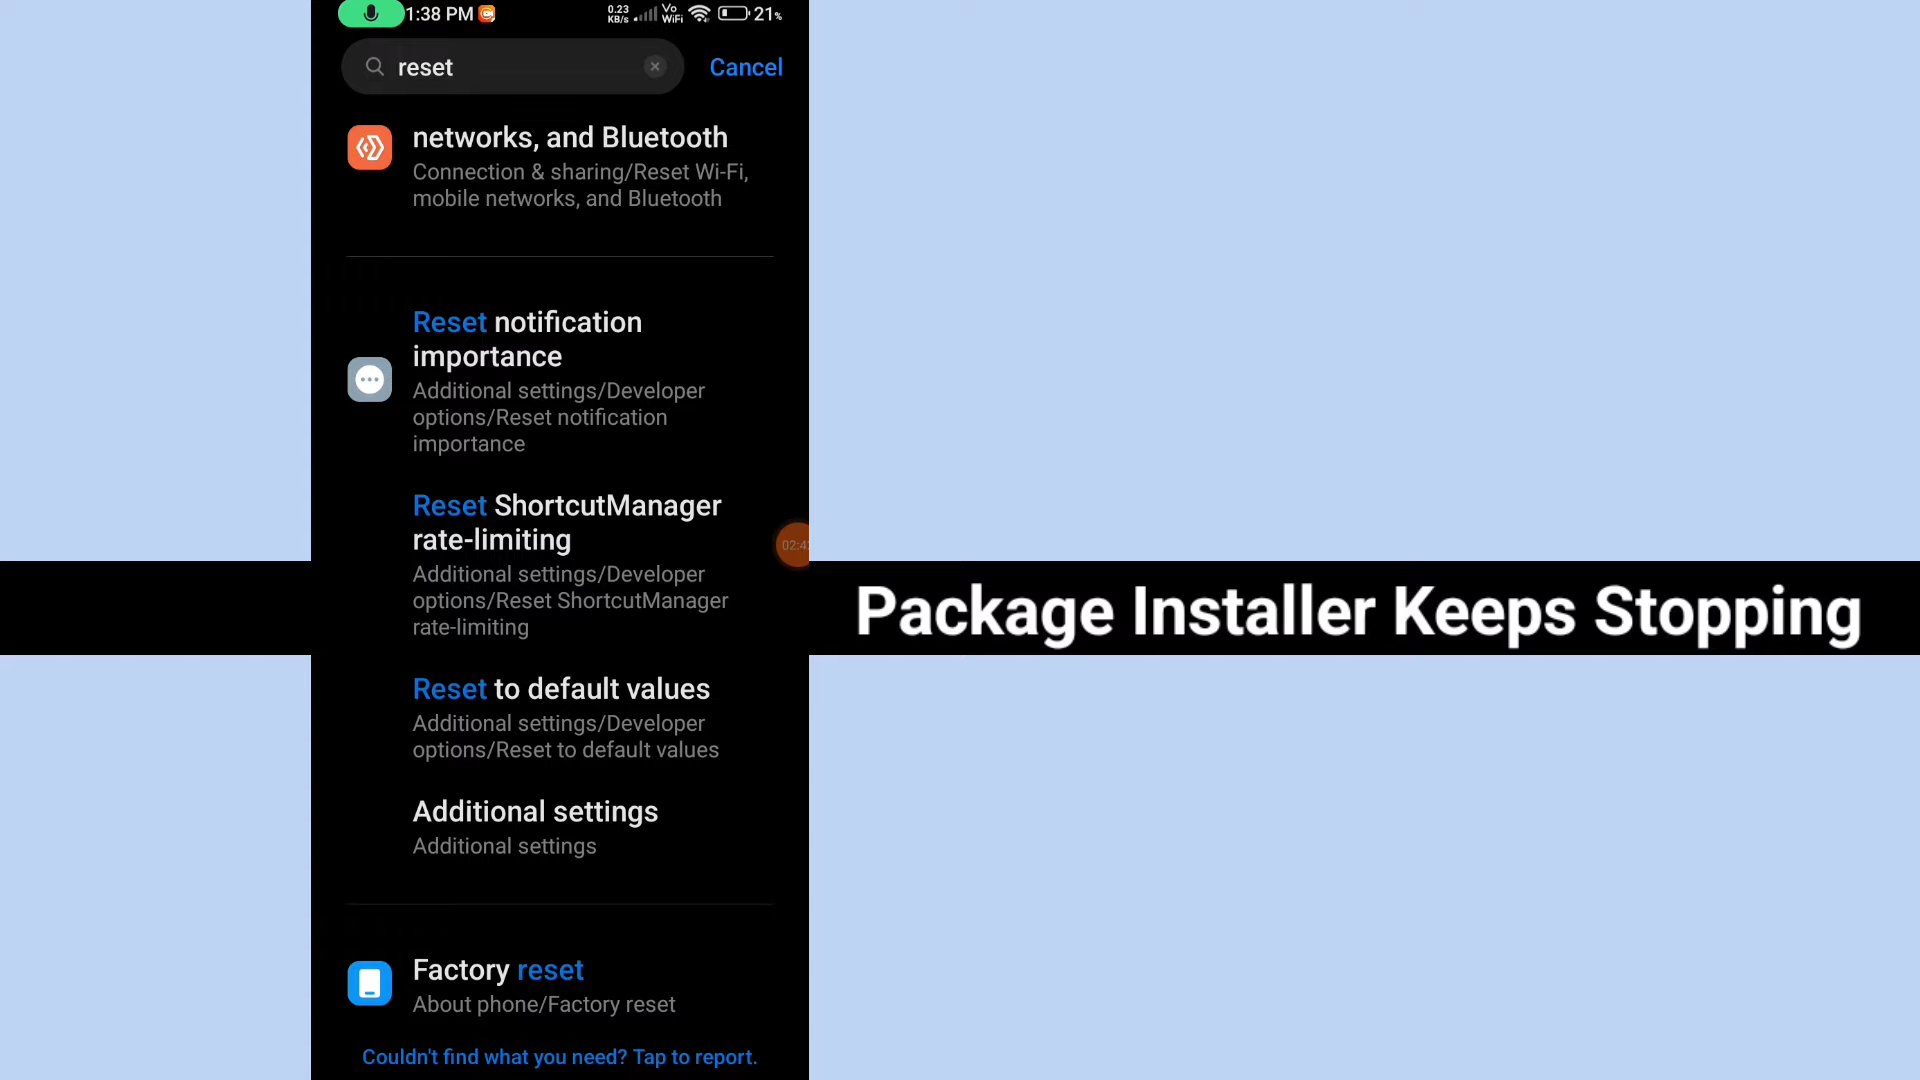 1:38 PM
0.23
KB/s
Vo
WiFi
21%
reset
Cancel
networks, and Bluetooth
Connection & sharing/Reset Wi-Fi,
mobile networks, and Bluetooth
Reset notification
importance
Additional settings/Developer
options/Reset notification
importance
Reset ShortcutManager
rate-limiting
Additional settings/Developer
options/Reset ShortcutManager
rate-limiting
Reset to default values
Additional settings/Developer
options/Reset to default values
Additional settings
Additional settings
Factory reset
About phone/Factory reset
Couldn't find what you need? Tap to report.
Package Installer Keeps Stopping